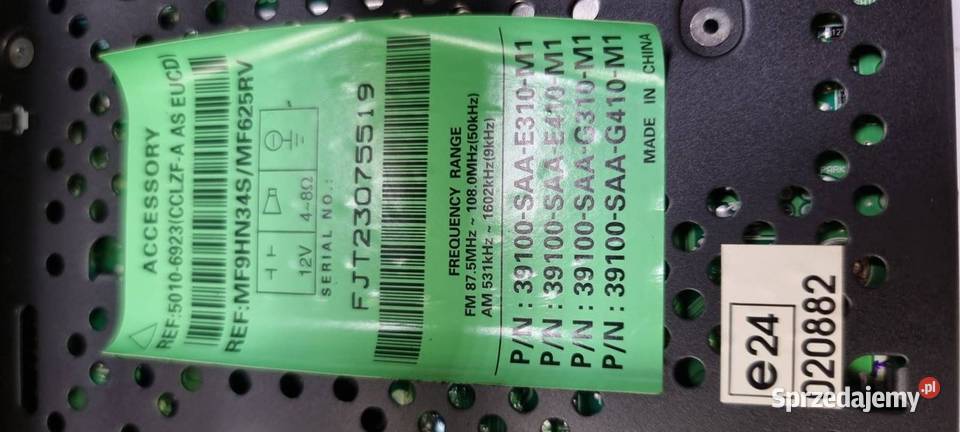 ACCESSORY
REF:5010-6923(CCLZF-A AS EUCD)
REF:MF9HN34S/MF625RV
12V 4-8Ω
SERIAL NO.:
FJT23075519
FREQUENCY RANGE
FM 87.5MHz ~ 108.0MHz(50kHz)
AM 531kHz ~ 1602kHz(9kHz)
P/N : 39100-SAA-E310-M1
P/N : 39100-SAA-E410-M1
P/N : 39100-SAA-G310-M1
P/N : 39100-SAA-G410-M1
MADE IN CHINA
e24
020882
Sprzedajemy.pl